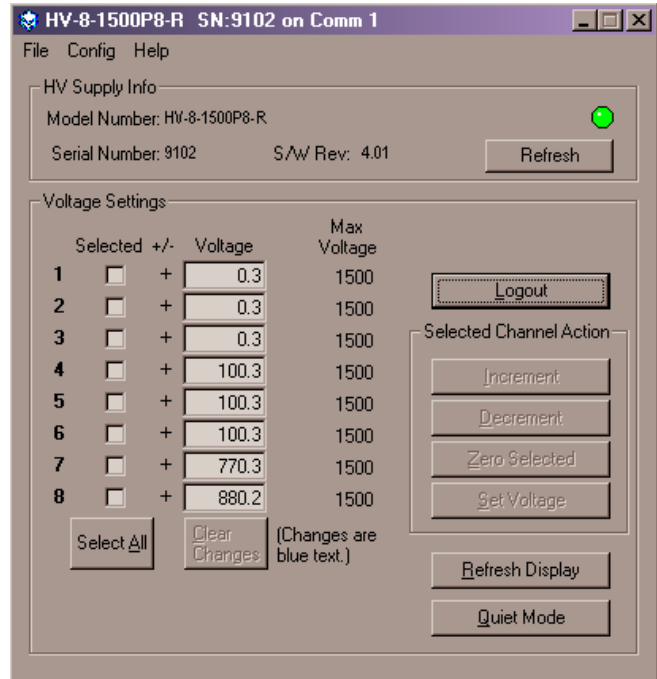 HV-8-1500P8-R SN:9102 on Comm 1
File Config Help
HV Supply Info
Model Number: HV-8-1500P8-R
Serial Number: 9102 S/W Rev: 4.01 Refresh
Voltage Settings
Selected +/- Voltage Max Voltage
1 + 0.3 1500
2 + 0.3 1500
3 + 0.3 1500
4 + 100.3 1500
5 + 100.3 1500
6 + 100.3 1500
7 + 770.3 1500
8 + 880.2 1500
Select All
Clear
Changes
(Changes are
blue text.)
Logout
Selected Channel Action
Increment
Decrement
Zero Selected
Set Voltage
Refresh Display
Quiet Mode